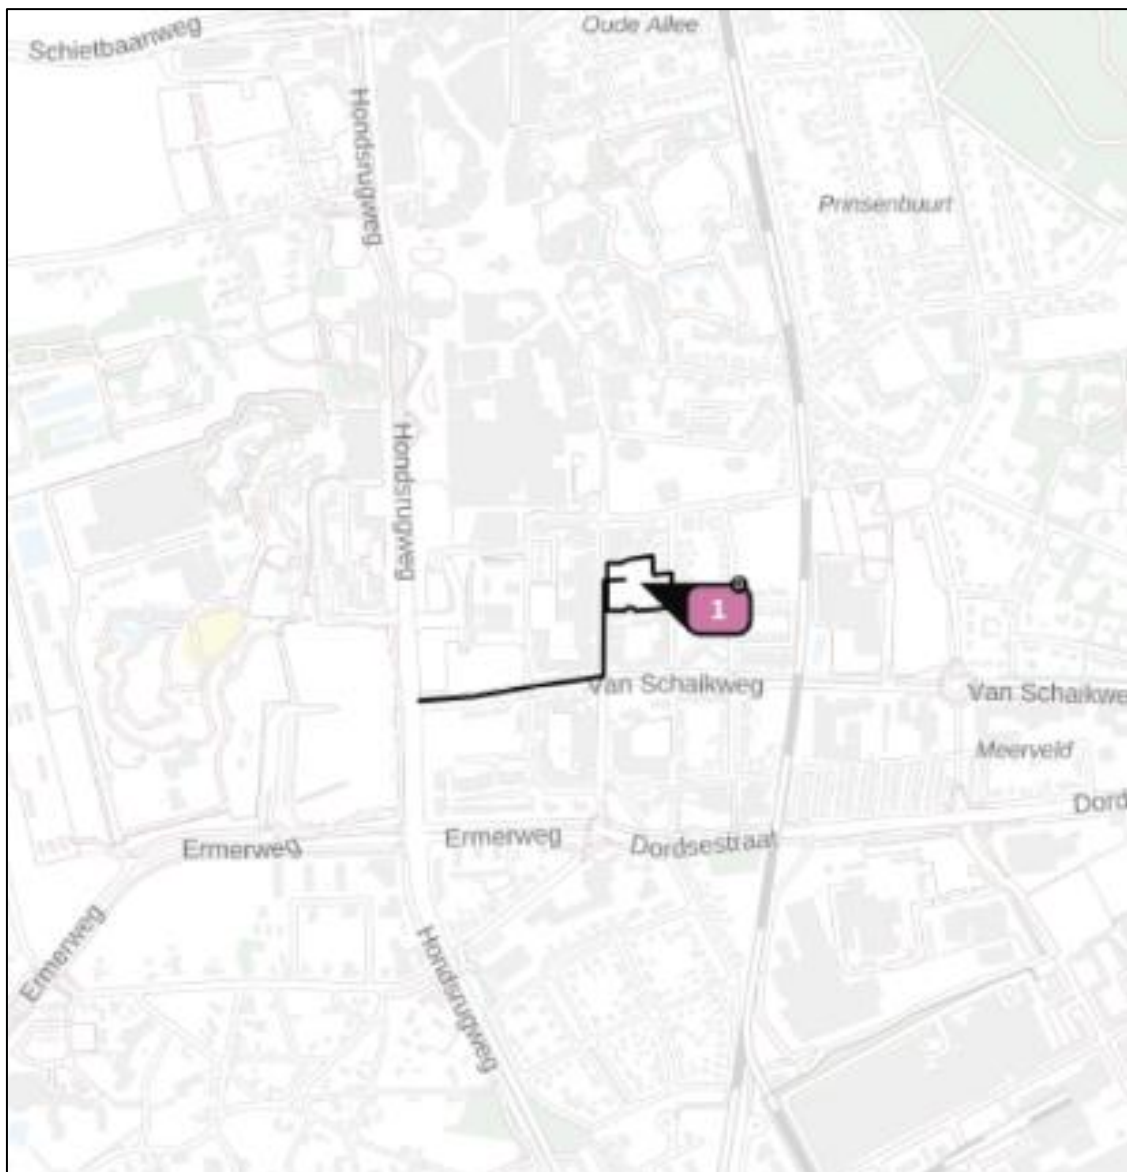 Oude Allee
Schietbaanweg
Hondsrugweg
Prinsenbuurt
Hondsrugweg
1
Van Schaikweg
Van Schaikwe
Meerveld
Dord
Ermerweg
Ermerweg
Dordsestraat
Ermerweg
Hondsrugweg